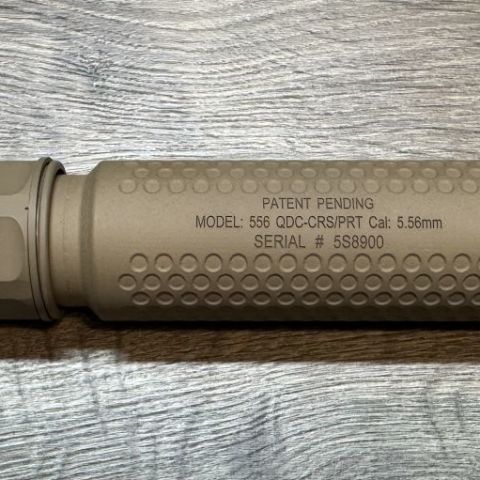 PATENT PENDING
MODEL: 556 QDC-CRS/PRT Cal: 5.56mm
SERIAL # 5S8900